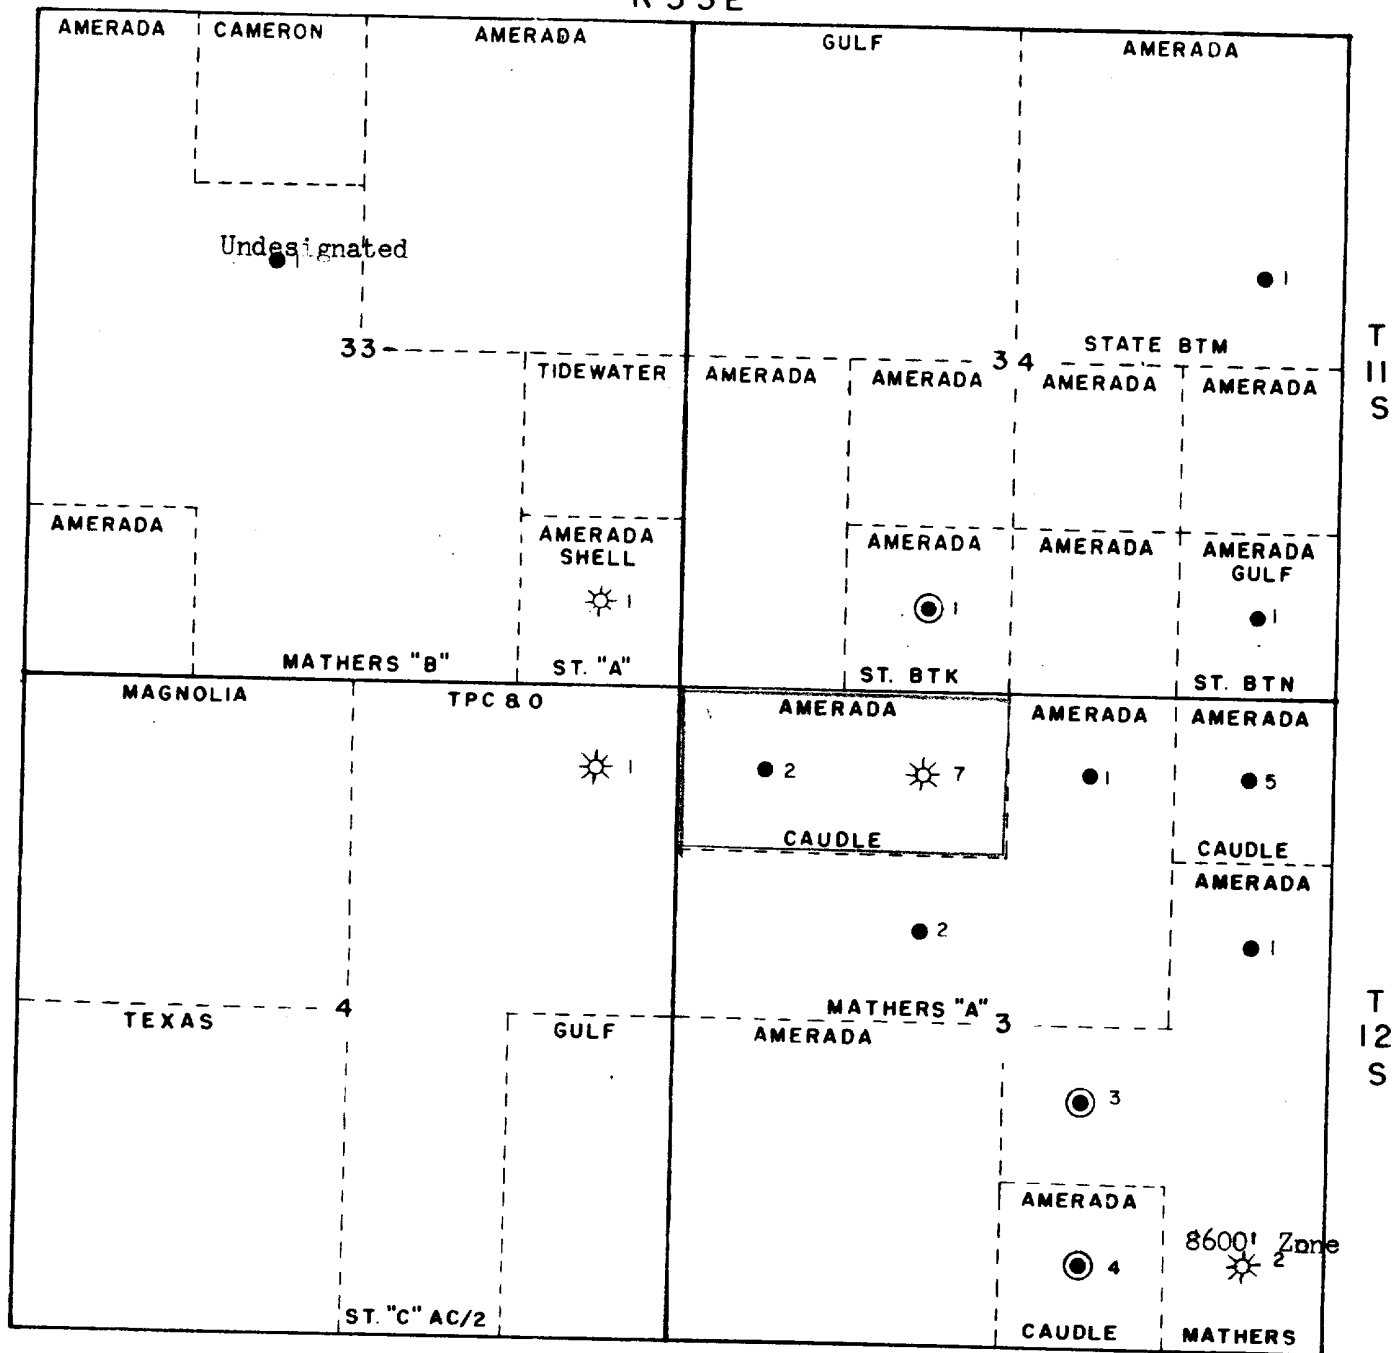 R 33 E
AMERADA CAMERON AMERADA GULF AMERADA
Undesignated
1
1
STATE BTM
33 34
T
11
S
TIDEWATER AMERADA AMERADA AMERADA AMERADA
AMERADA
AMERADA
SHELL
AMERADA AMERADA
AMERADA
GULF
1 1 1
MATHERS "B" ST. "A" ST. BTK ST. BTN
MAGNOLIA TPC & O AMERADA AMERADA AMERADA
1 2 7 1 5
CAUDLE CAUDLE
AMERADA
2 1
MATHERS "A"
4 3
T
12
S
TEXAS GULF AMERADA
3
AMERADA
8600' Zone
4 2
ST. "C" AC/2 CAUDLE MATHERS